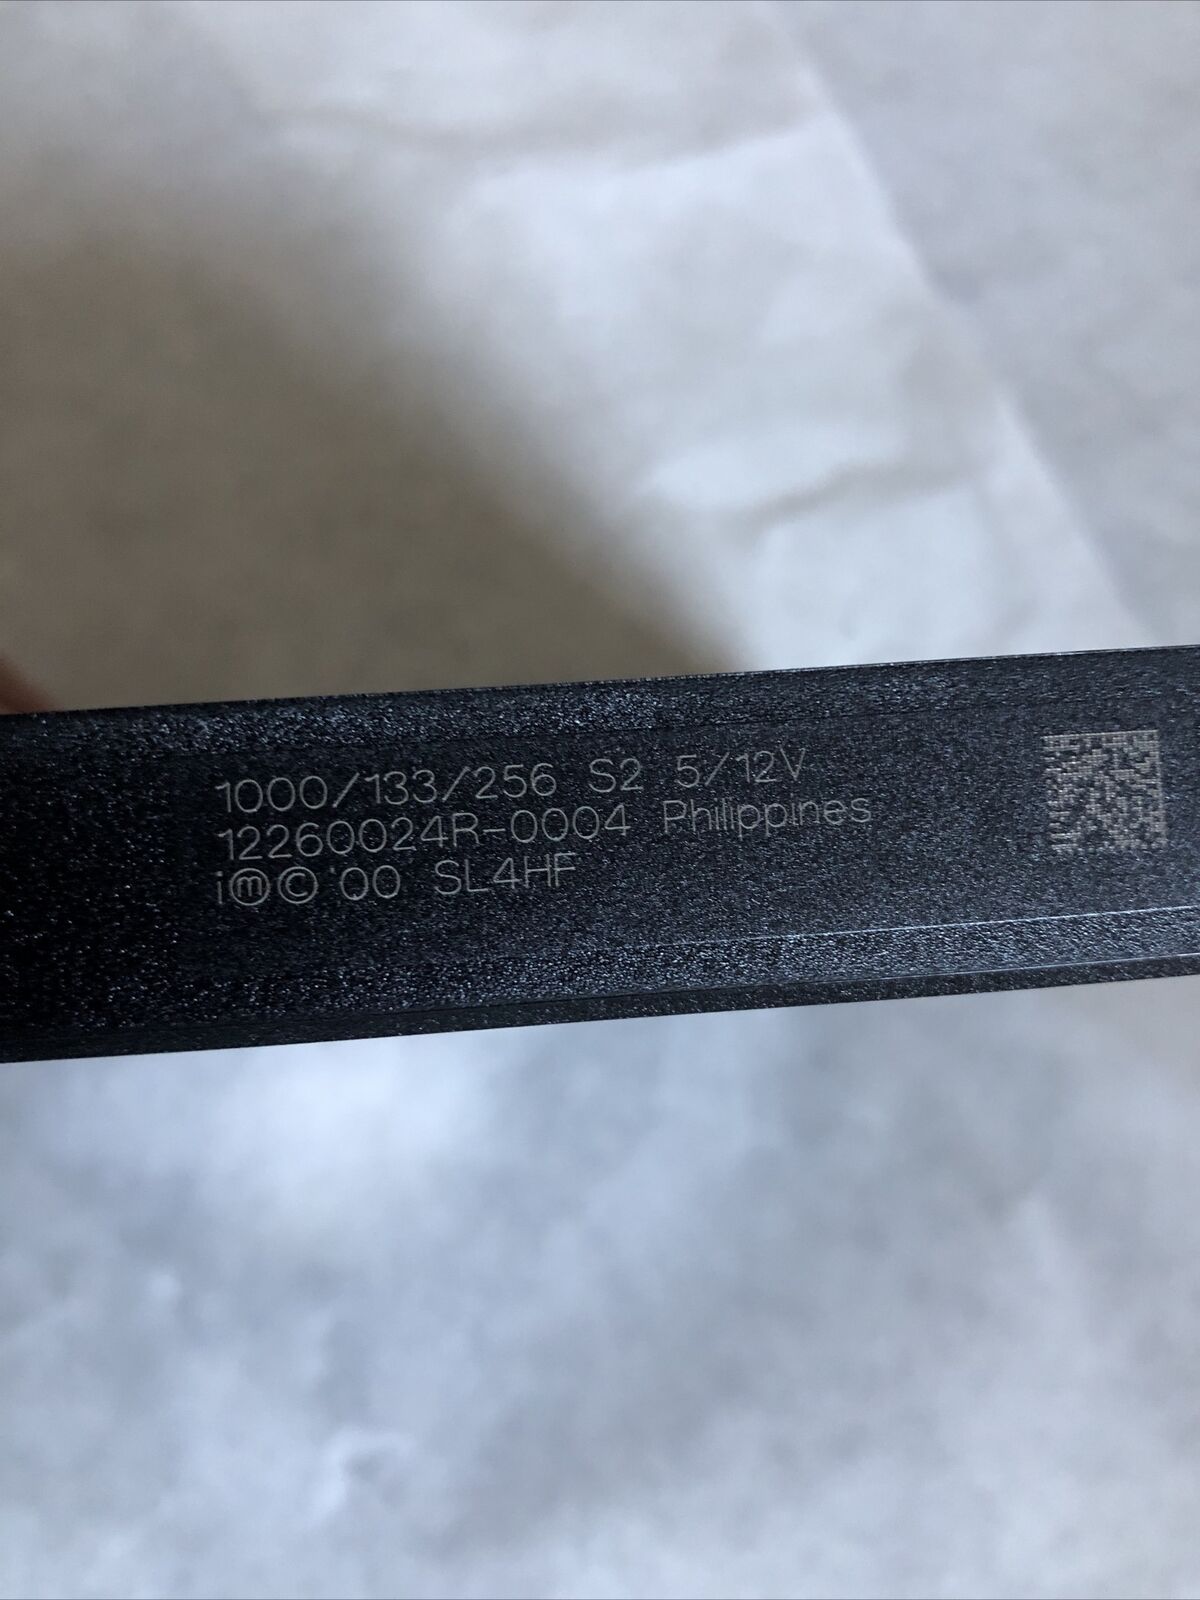 1000/133/256 S2 5/12V
12260024R-0004 Philippines
iⓜ© '00 SL4HF